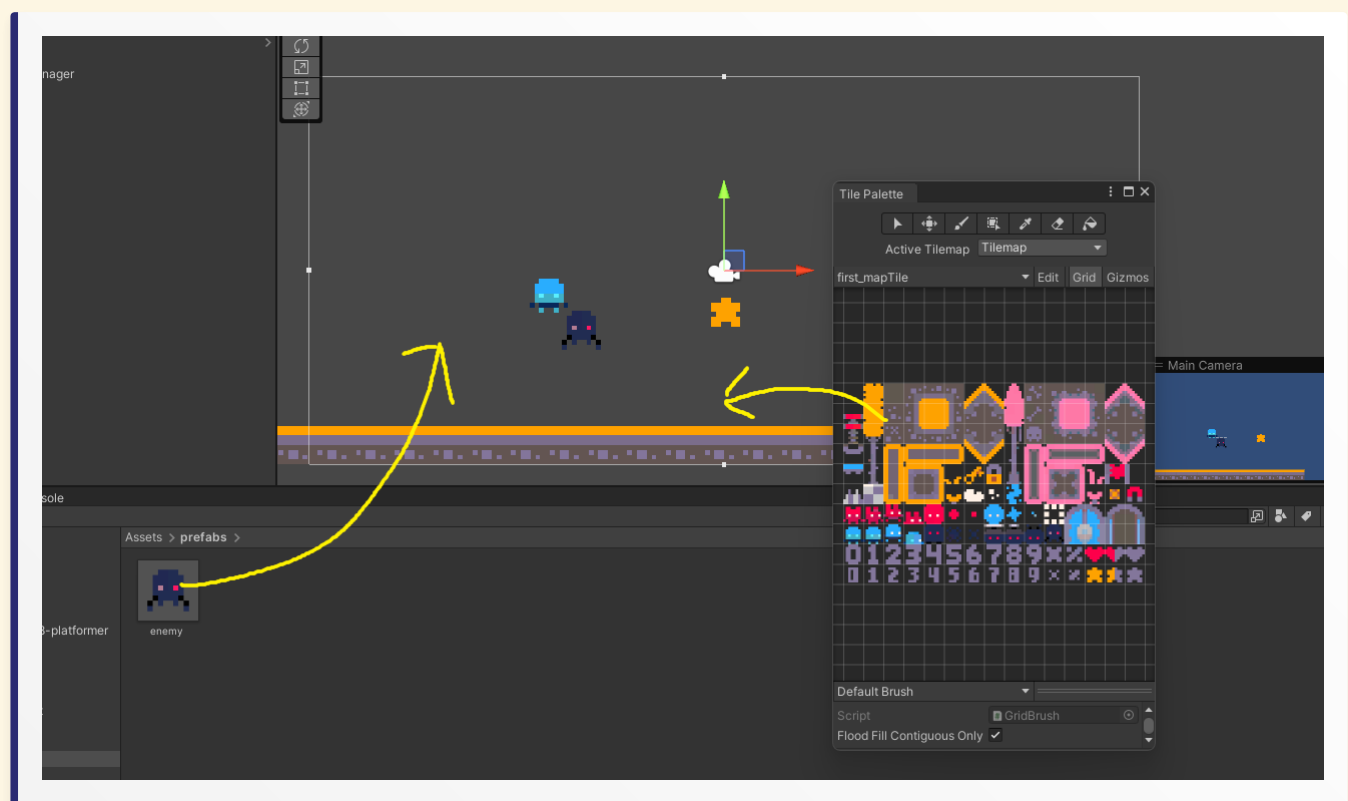 nager
Tile Palette
Active Tilemap Tilemap
first_mapTile Edit Grid Gizmos
Main Camera
sole
Assets > prefabs >
0123456789
0123456789
3-platformer
enemy
Default Brush
Script GridBrush
Flood Fill Contiguous Only